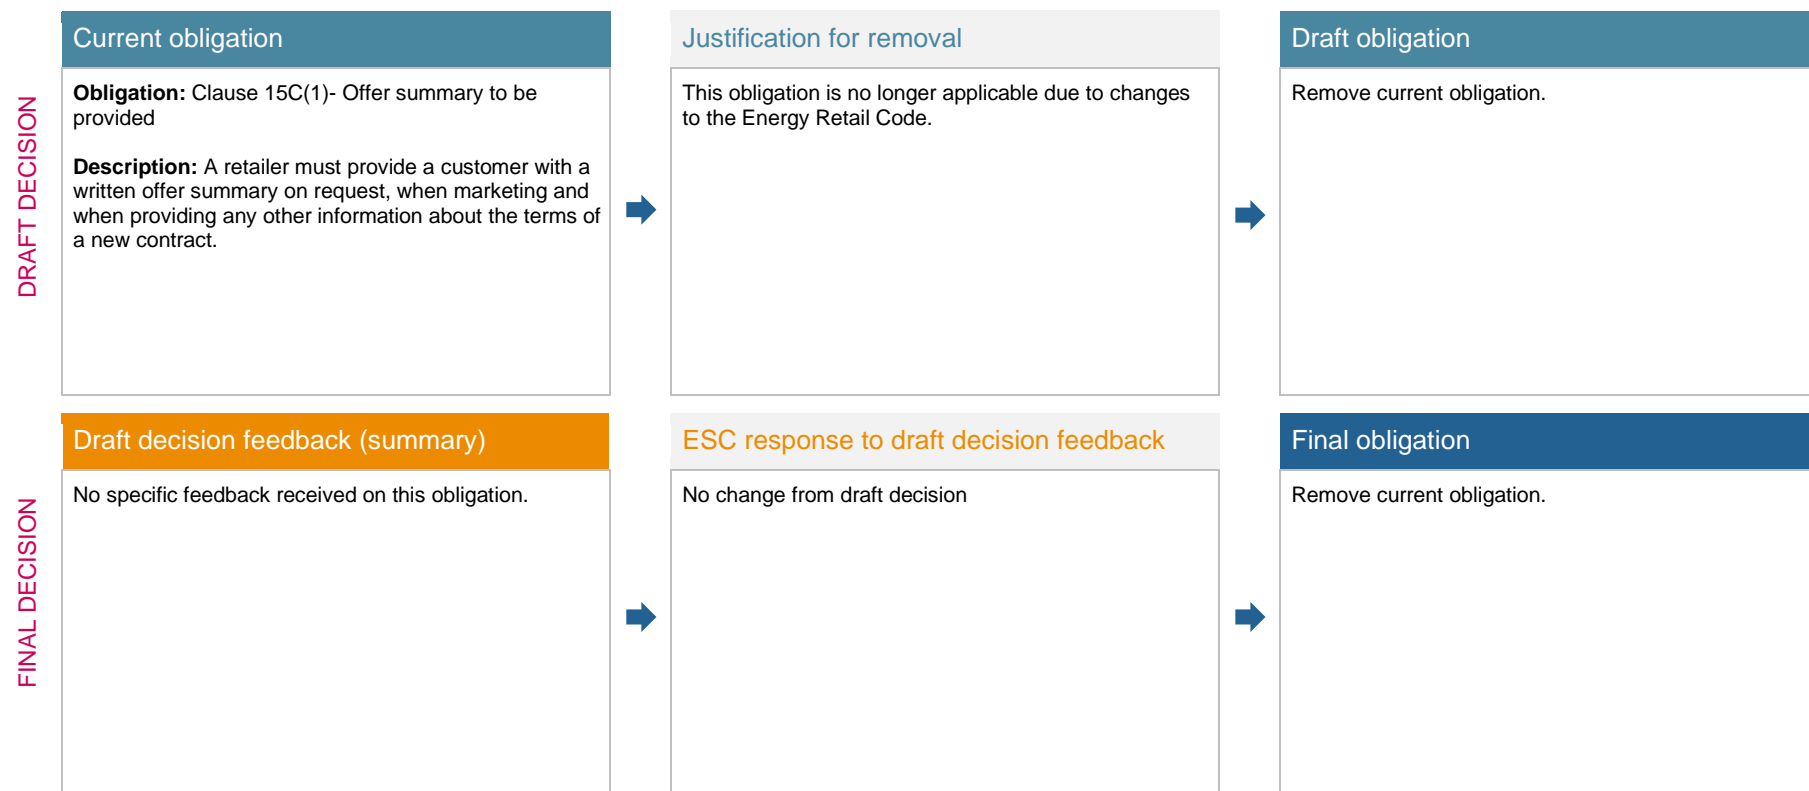 DRAFT DECISION
Current obligation
Obligation: Clause 15C(1)- Offer summary to be
provided
Description: A retailer must provide a customer with a
written offer summary on request, when marketing and
when providing any other information about the terms of
a new contract.
Justification for removal
This obligation is no longer applicable due to changes
to the Energy Retail Code.
Draft obligation
Remove current obligation.
FINAL DECISION
Draft decision feedback (summary)
No specific feedback received on this obligation.
ESC response to draft decision feedback
No change from draft decision
Final obligation
Remove current obligation.